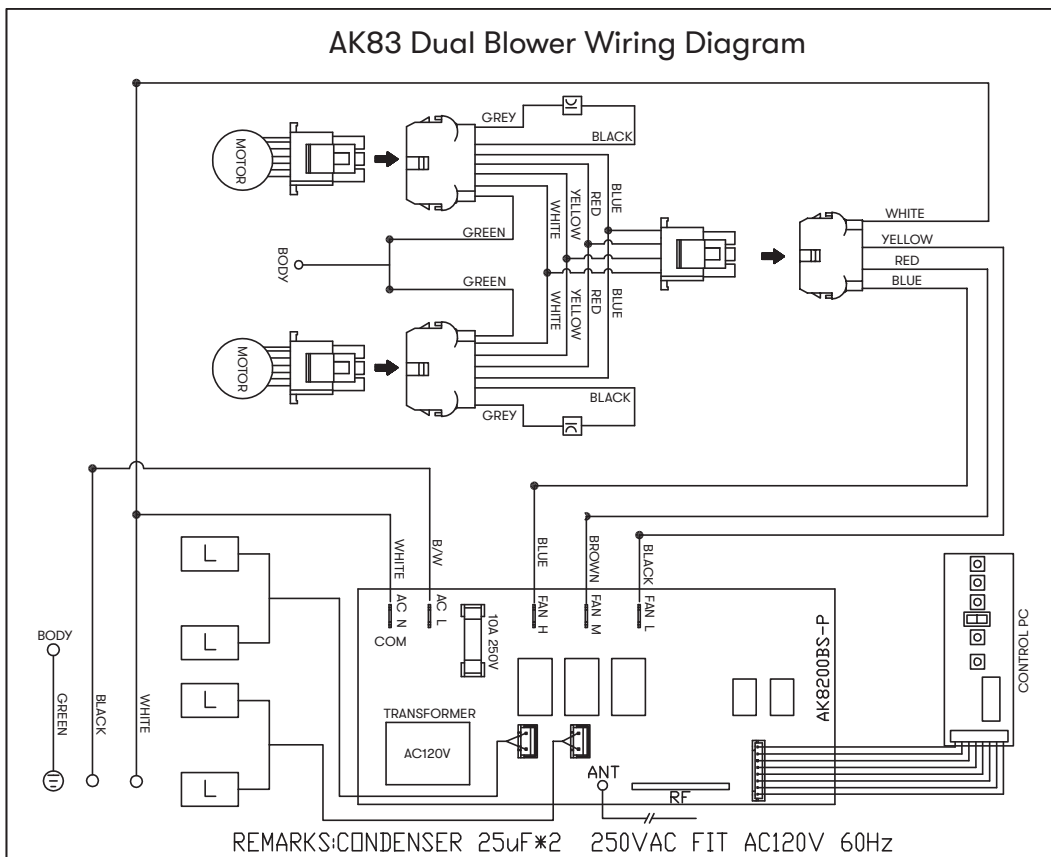 AK83 Dual Blower Wiring Diagram
GREY
BLACK
MOTOR
WHITE
YELLOW
RED
BLUE
WHITE
YELLOW
RED
BLUE
GREEN
BODY
GREEN
WHITE
YELLOW
RED
BLUE
MOTOR
BLACK
GREY
WHITE
B/W
BLUE
BROWN
BLACK
AC N
AC L
FAN H
FAN M
FAN L
COM
10A 250V
AK8200BS-P
CONTROL PC
L
L
L
L
BODY
GREEN
BLACK
WHITE
TRANSFORMER
AC120V
ANT
RF
REMARKS:CONDENSER 25uF*2 250VAC FIT AC120V 60Hz